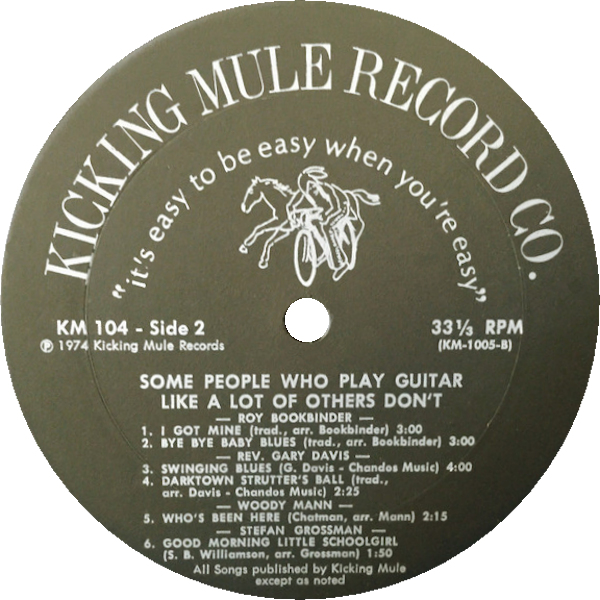 KICKING MULE RECORD CO.
"it's easy to be easy when you're easy"
KM 104 - Side 2
℗ 1974 Kicking Mule Records
33 ⅓ RPM
(KM-1005-B)
SOME PEOPLE WHO PLAY GUITAR
LIKE A LOT OF OTHERS DON'T
— ROY BOOKBINDER —
1. I GOT MINE (trad., arr. Bookbinder) 3:00
2. BYE BYE BABY BLUES (trad., arr. Bookbinder) 3:00
— REV. GARY DAVIS —
3. SWINGING BLUES (G. Davis - Chandos Music) 4:00
4. DARKTOWN STRUTTER'S BALL (trad.,
arr. Davis - Chandos Music) 2:25
— WOODY MANN —
5. WHO'S BEEN HERE (Chatman, arr. Mann) 2:15
— STEFAN GROSSMAN —
6. GOOD MORNING LITTLE SCHOOLGIRL
(S. B. Williamson, arr. Grossman) 1:50
All Songs published by Kicking Mule
except as noted